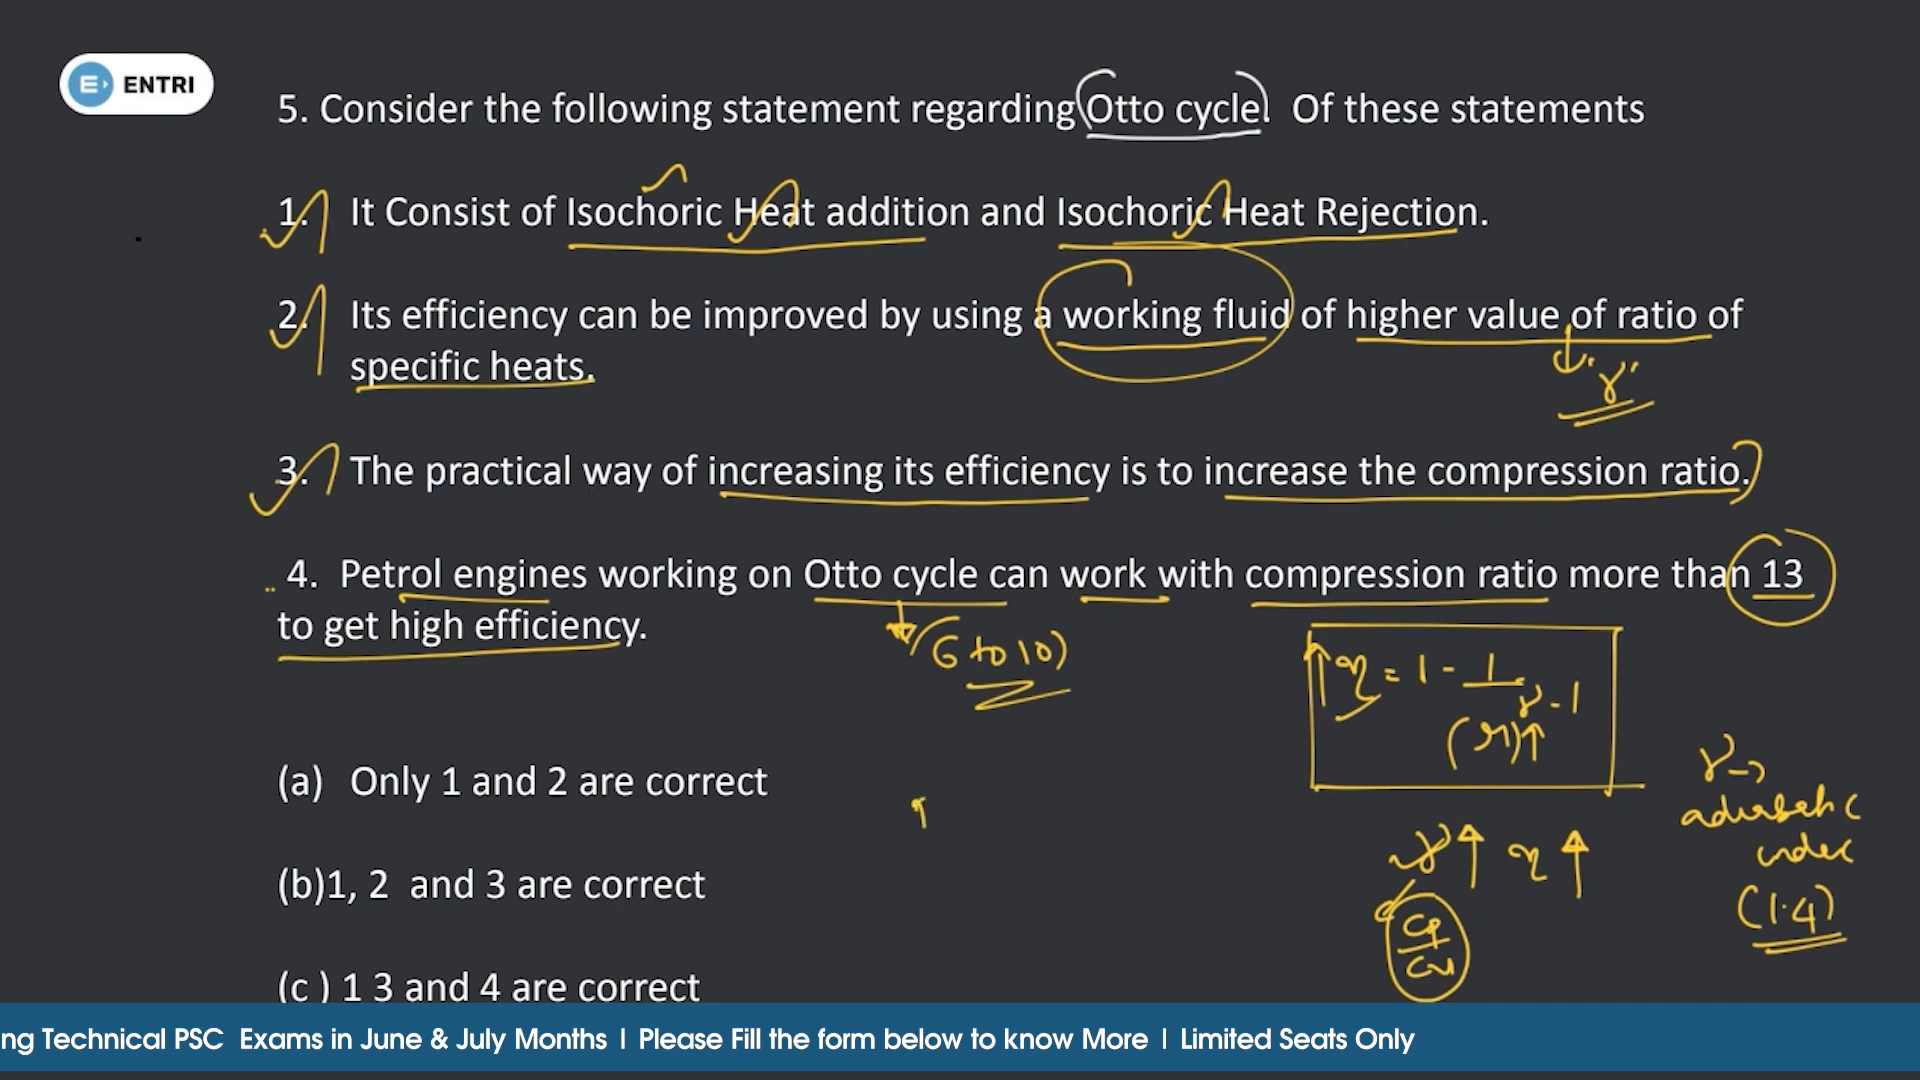 ENTRI
5. Consider the following statement regarding Otto cycle. Of these statements
1. It Consist of Isochoric Heat addition and Isochoric Heat Rejection.
2. Its efficiency can be improved by using a working fluid of higher value of ratio of
specific heats.
γ
3. The practical way of increasing its efficiency is to increase the compression ratio.
4. Petrol engines working on Otto cycle can work with compression ratio more than 13
to get high efficiency.
(6 to 10)
↑η = 1 - 1
(r)↑ γ-1
(a) Only 1 and 2 are correct
γ→
adiabatic
index
(1.4)
γ↑ η↑
Cp
Cv
(b)1, 2 and 3 are correct
(c ) 1 3 and 4 are correct
ng Technical PSC Exams in June & July Months | Please Fill the form below to know More | Limited Seats Only